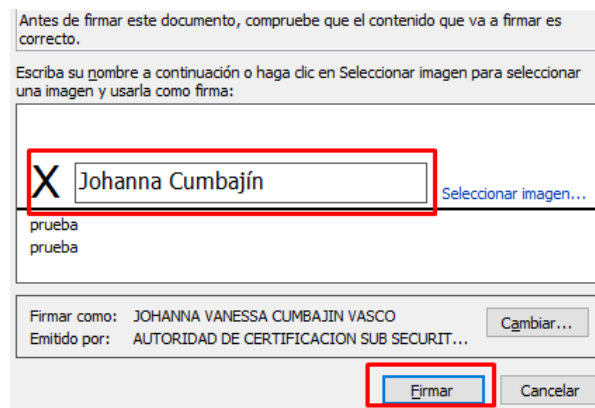 Antes de firmar este documento, compruebe que el contenido que va a firmar es
correcto.
Escriba su nombre a continuación o haga clic en Seleccionar imagen para seleccionar
una imagen y usarla como firma:
X Johanna Cumbajín
Seleccionar imagen...
prueba
prueba
Firmar como: JOHANNA VANESSA CUMBAJIN VASCO
Cambiar...
Emitido por: AUTORIDAD DE CERTIFICACION SUB SECURIT...
Firmar Cancelar